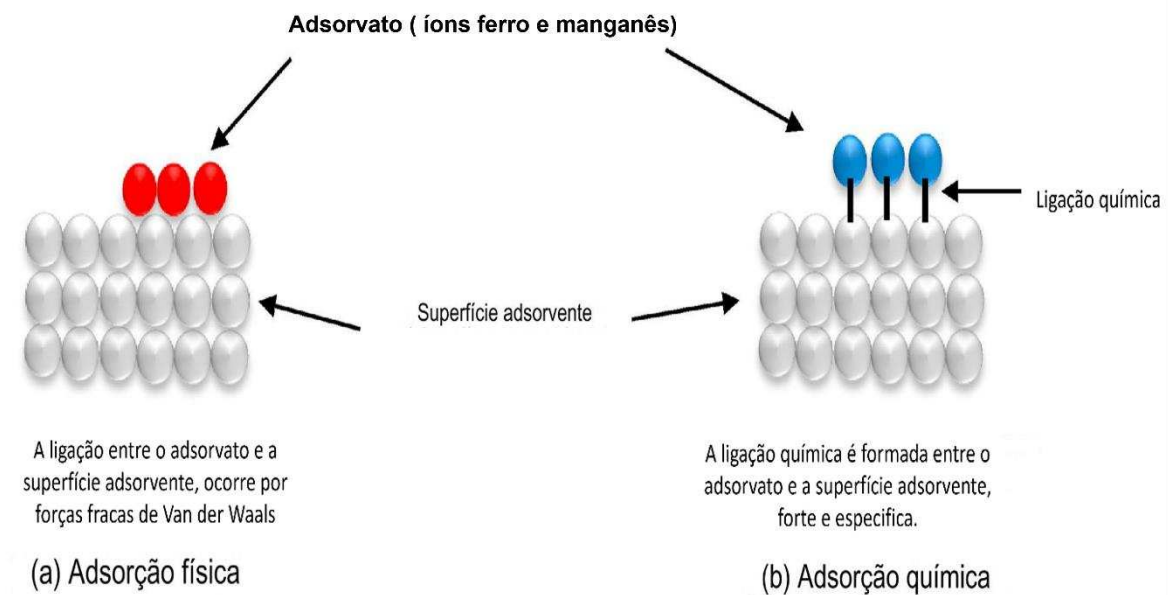 Adsorvato ( íons ferro e manganês)
Ligação química
Superfície adsorvente
A ligação entre o adsorvato e a
superfície adsorvente, ocorre por
forças fracas de Van der Waals
(a) Adsorção física
A ligação química é formada entre o
adsorvato e a superfície adsorvente,
forte e especifica.
(b) Adsorção química